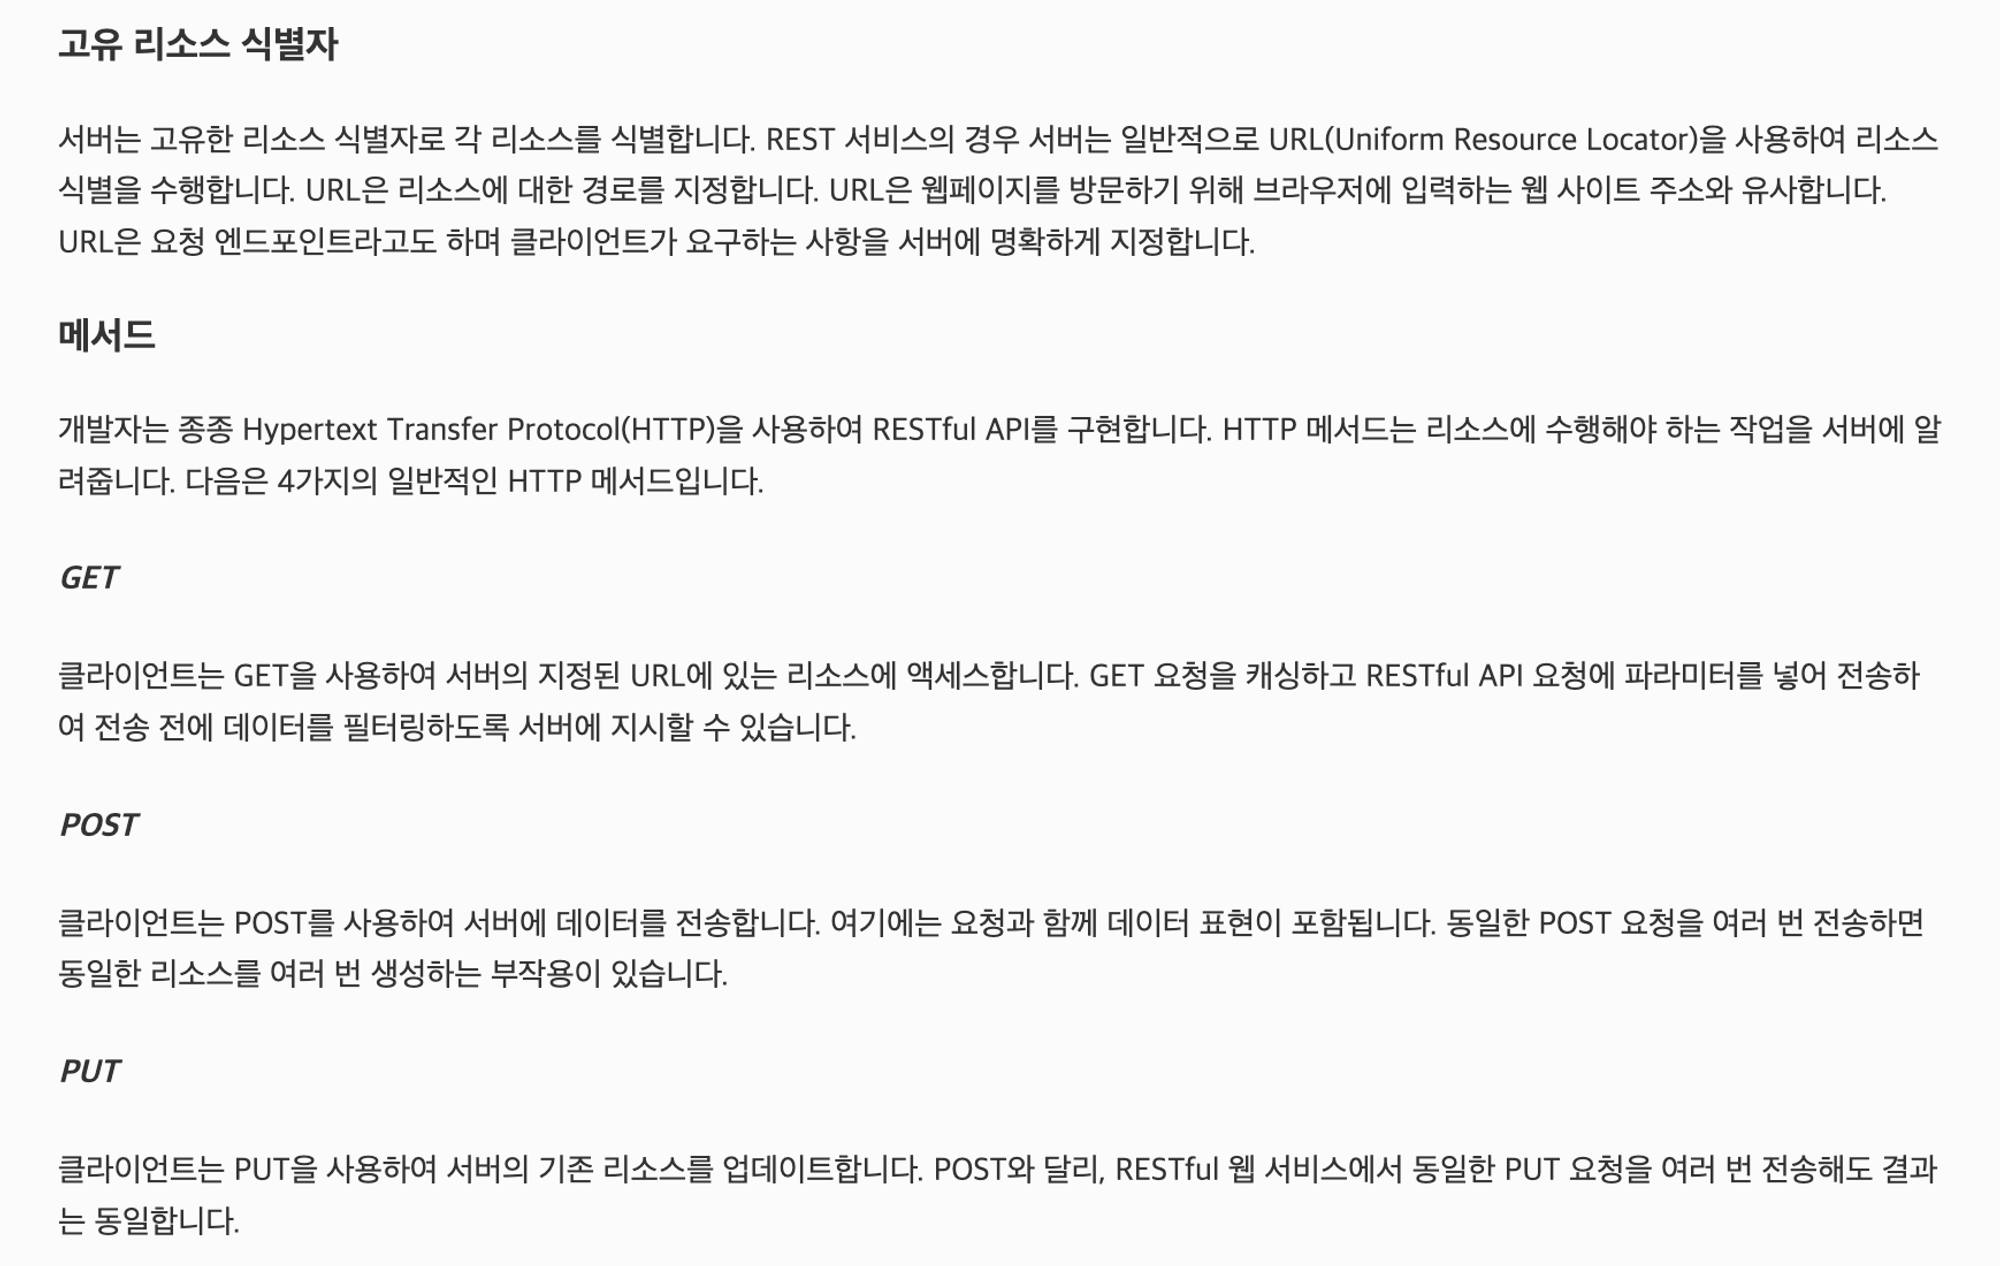 고유 리소스 식별자
서버는 고유한 리소스 식별자로 각 리소스를 식별합니다. REST 서비스의 경우 서버는 일반적으로 URL(Uniform Resource Locator)을 사용하여 리소스
식별을 수행합니다. URL은 리소스에 대한 경로를 지정합니다. URL은 웹페이지를 방문하기 위해 브라우저에 입력하는 웹 사이트 주소와 유사합니다.
URL은 요청 엔드포인트라고도 하며 클라이언트가 요구하는 사항을 서버에 명확하게 지정합니다.
메서드
개발자는 종종 Hypertext Transfer Protocol(HTTP)을 사용하여 RESTful API를 구현합니다. HTTP 메서드는 리소스에 수행해야 하는 작업을 서버에 알
려줍니다. 다음은 4가지의 일반적인 HTTP 메서드입니다.
GET
클라이언트는 GET을 사용하여 서버의 지정된 URL에 있는 리소스에 액세스합니다. GET 요청을 캐싱하고 RESTful API 요청에 파라미터를 넣어 전송하
여 전송 전에 데이터를 필터링하도록 서버에 지시할 수 있습니다.
POST
클라이언트는 POST를 사용하여 서버에 데이터를 전송합니다. 여기에는 요청과 함께 데이터 표현이 포함됩니다. 동일한 POST 요청을 여러 번 전송하면
동일한 리소스를 여러 번 생성하는 부작용이 있습니다.
PUT
클라이언트는 PUT을 사용하여 서버의 기존 리소스를 업데이트합니다. POST와 달리, RESTful 웹 서비스에서 동일한 PUT 요청을 여러 번 전송해도 결과
는 동일합니다.